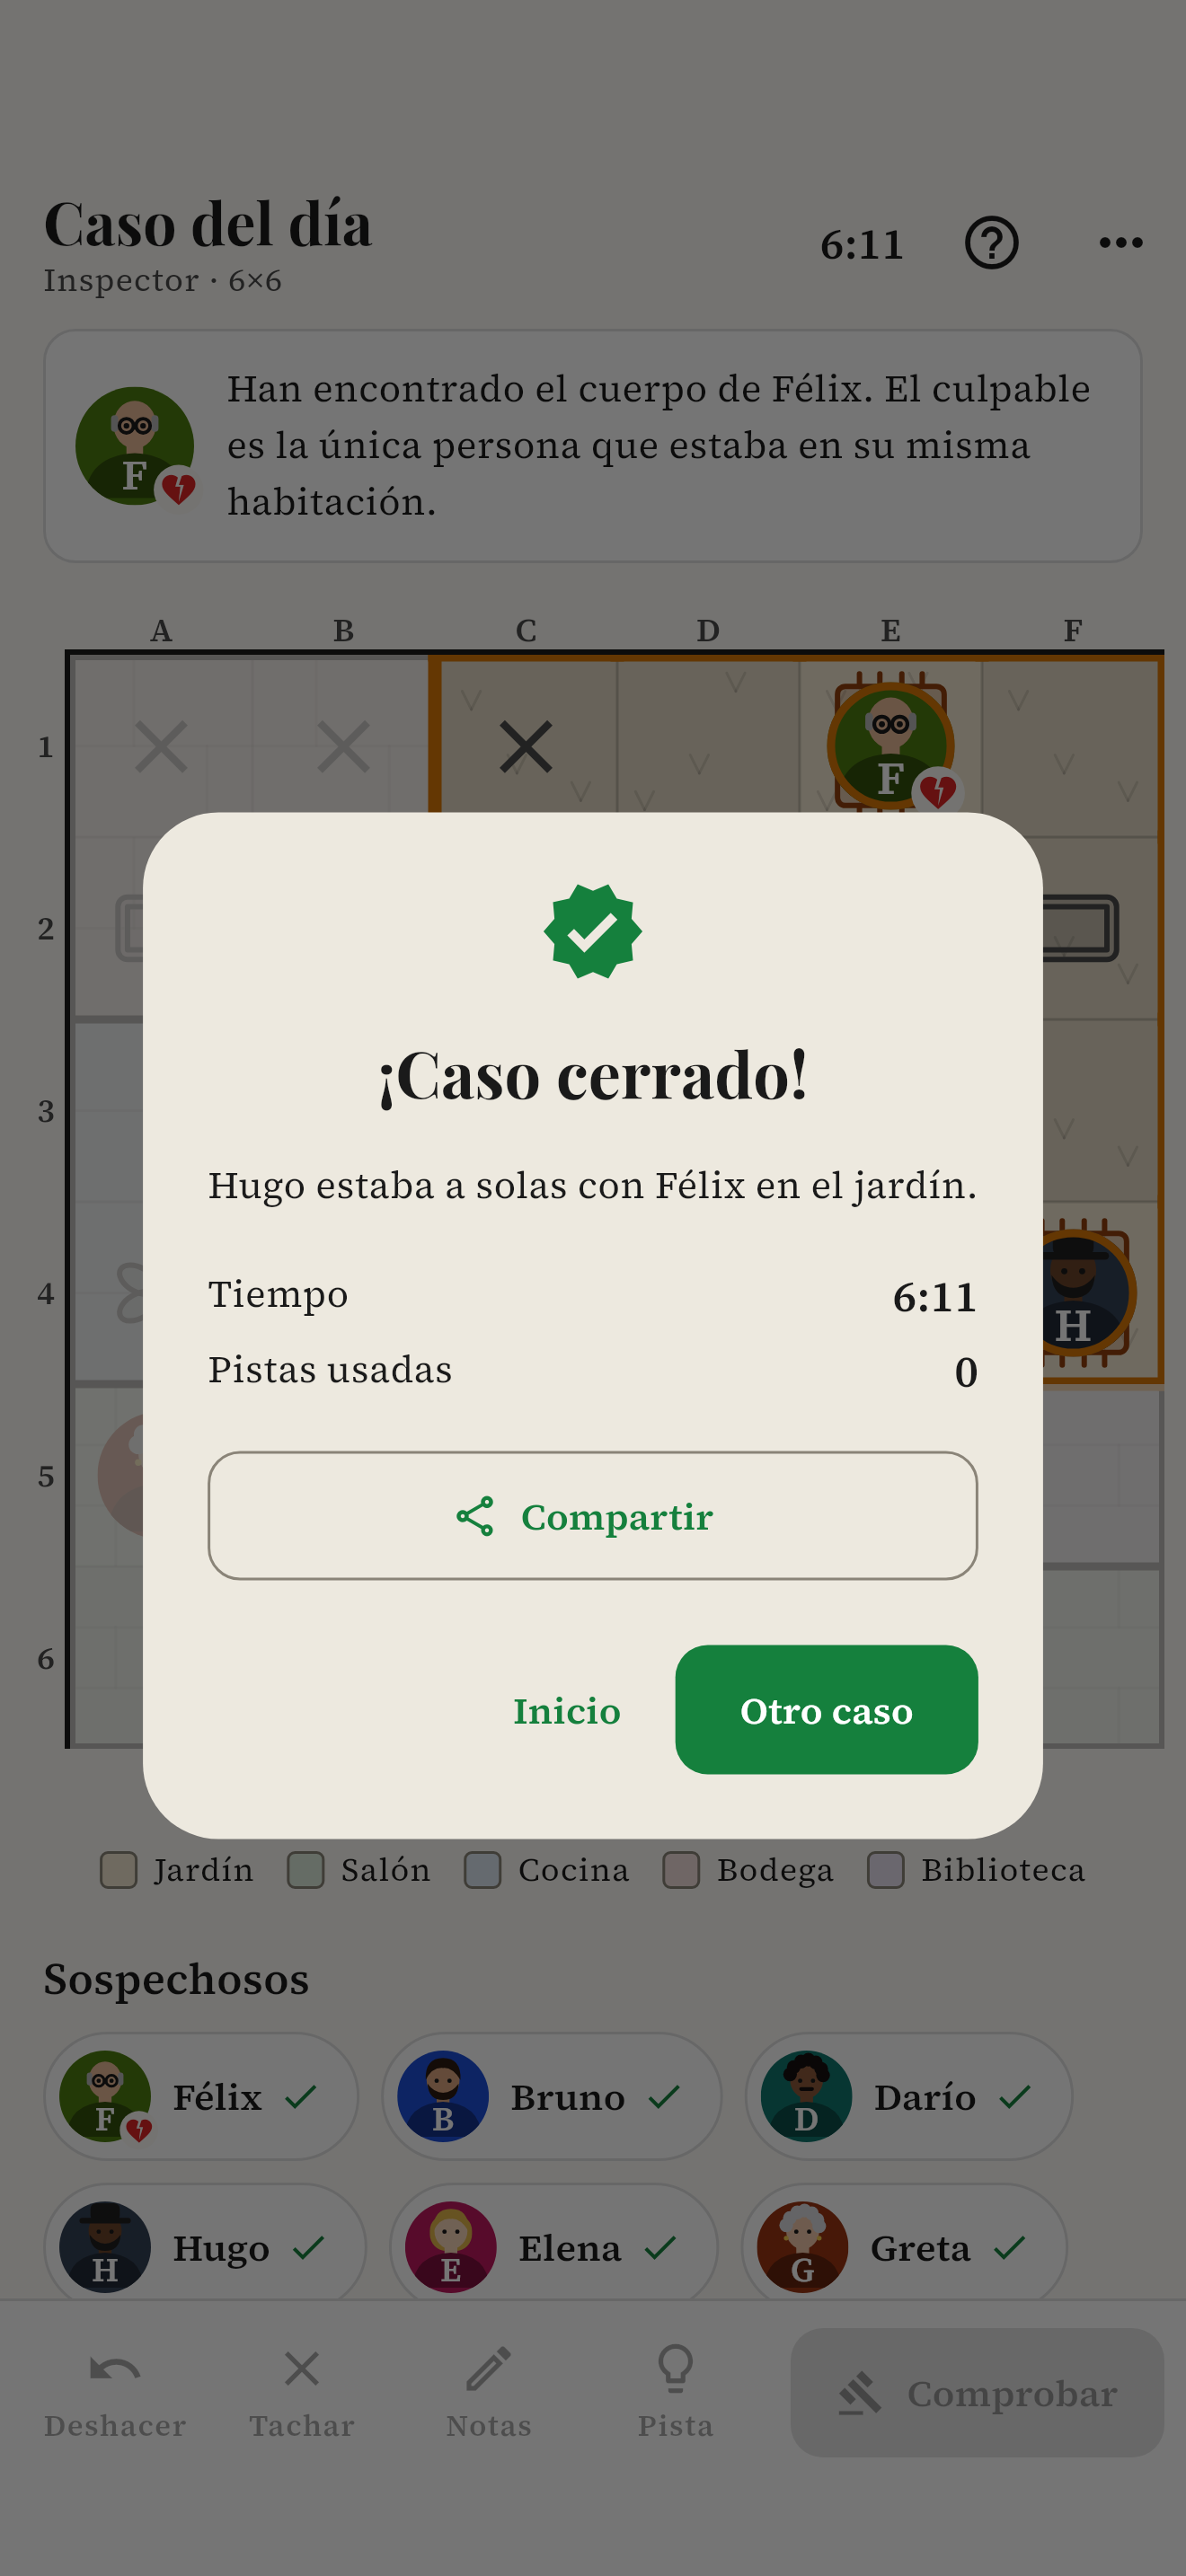 Caso del día
Inspector · 6×6
6:11
Han encontrado el cuerpo de Félix. El culpable
es la única persona que estaba en su misma
habitación.
F
A B C D E F
1
F
2
3
4
H
5
6
¡Caso cerrado!
Hugo estaba a solas con Félix en el jardín.
Tiempo 6:11
Pistas usadas 0
Compartir
Inicio Otro caso
Jardín Salón Cocina Bodega Biblioteca
Sospechosos
F Félix B Bruno D Darío
H Hugo E Elena G Greta
Deshacer Tachar Notas Pista Comprobar